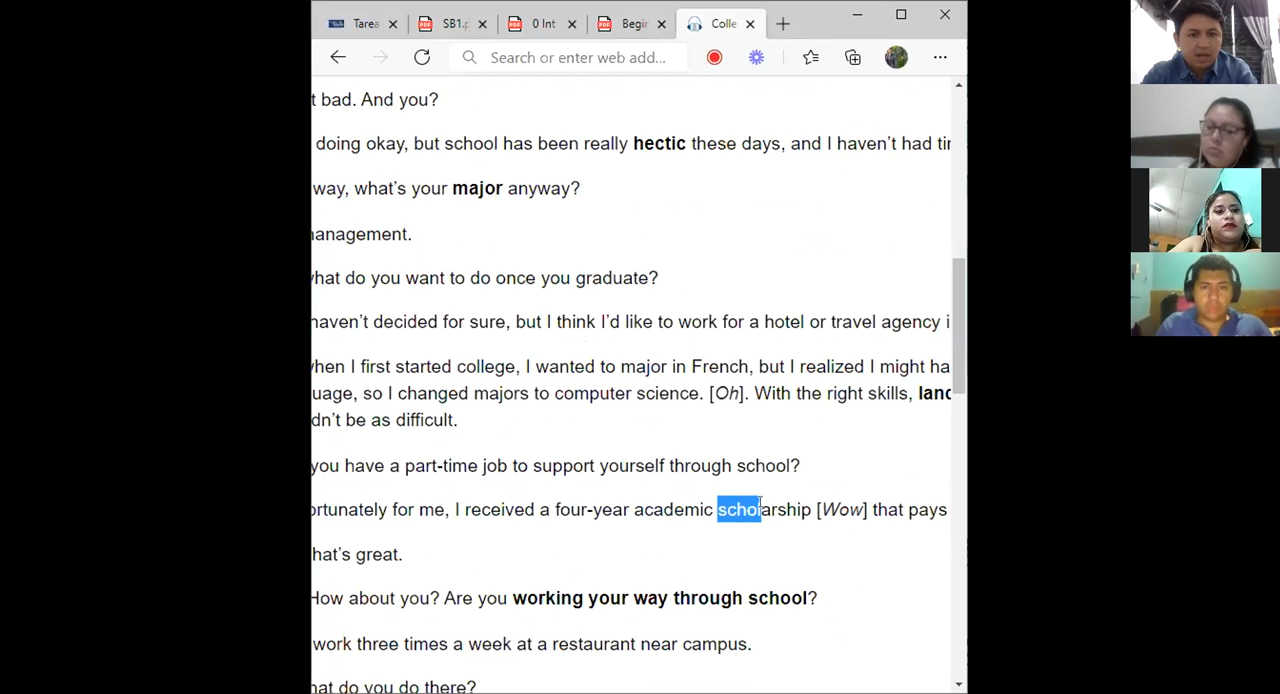 Tarea
SB1.p
0 Int
Begir
Colle
Search or enter web add...
t bad. And you?
doing okay, but school has been really hectic these days, and I haven't had tir
way, what's your major anyway?
management.
what do you want to do once you graduate?
haven't decided for sure, but I think I'd like to work for a hotel or travel agency i
when I first started college, I wanted to major in French, but I realized I might ha
uage, so I changed majors to computer science. [Oh]. With the right skills, land
dn't be as difficult.
you have a part-time job to support yourself through school?
ortunately for me, I received a four-year academic scholarship [Wow] that pays
hat's great.
How about you? Are you working your way through school?
work three times a week at a restaurant near campus.
hat do you do there?